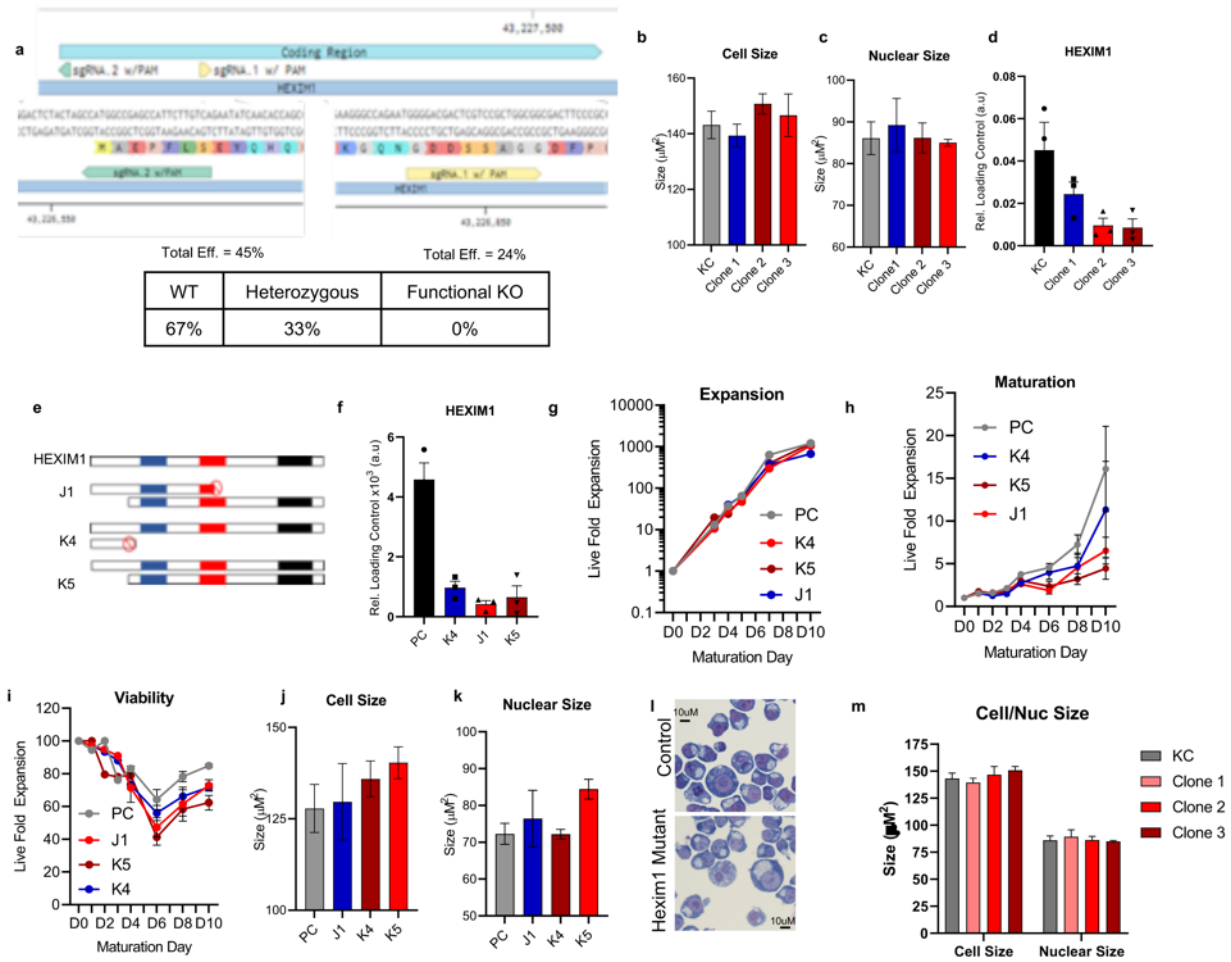 a
43,227,500
Coding Region
sgRNA.2 w/PAM
sgRNA.1 w/ PAM
HEXIM1
M A E P F L S E Y Q H Q
K G Q N G D D S S A G G D F P
sgRNA.2 w/PAM
sgRNA.1 w/ PAM
HEXIM1
43,226,550
43,226,850
Total Eff. = 45%
Total Eff. = 24%
WT
Heterozygous
Functional KO
67%
33%
0%
b
Cell Size
Size (μM²)
160
140
120
100
KC
Clone 1
Clone 2
Clone 3
c
Nuclear Size
Size (μM²)
100
90
80
70
60
KC
Clone1
Clone 2
Clone 3
d
HEXIM1
Rel. Loading Control (a.u)
0.08
0.06
0.04
0.02
0.00
KC
Clone 1
Clone 2
Clone 3
e
HEXIM1
J1
K4
K5
f
HEXIM1
Rel. Loading Control x10³ (a.u)
6
4
2
0
PC
K4
J1
K5
g
Expansion
Live Fold Expansion
10000
1000
100
10
1
0.1
PC
K4
K5
J1
D0 D2 D4 D6 D8 D10
Maturation Day
h
Maturation
Live Fold Expansion
25
20
15
10
5
0
PC
K4
K5
J1
D0 D2 D4 D6 D8 D10
Maturation Day
i
Viability
Live Fold Expansion
120
100
80
60
40
20
0
PC
J1
K5
K4
D0 D2 D4 D6 D8 D10
Maturation Day
j
Cell Size
Size (μM²)
150
125
100
PC
J1
K4
K5
k
Nuclear Size
Size (μM²)
100
90
80
70
60
50
PC
J1
K4
K5
l
10uM
Control
Hexim1 Mutant
10uM
m
Cell/Nuc Size
Size (μM²)
175
150
125
100
75
50
25
0
Cell Size
Nuclear Size
KC
Clone 1
Clone 2
Clone 3